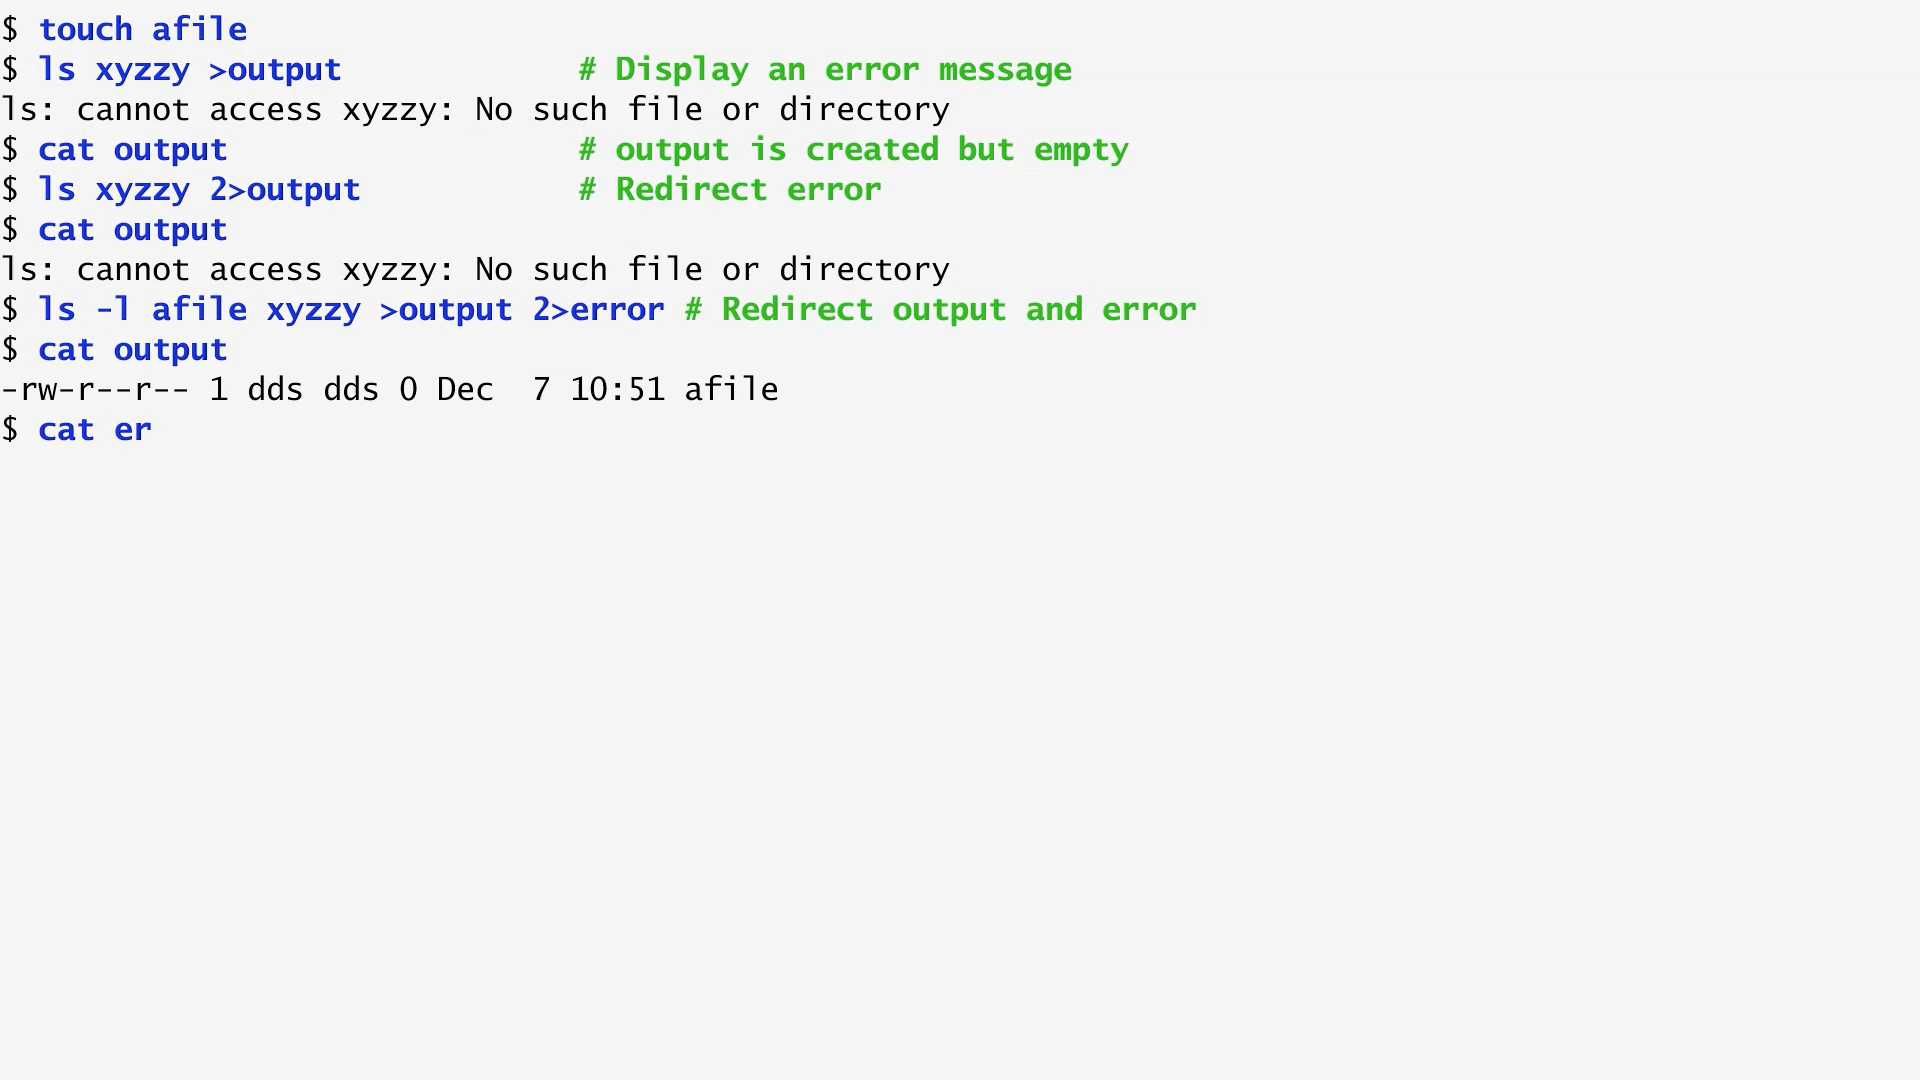 $ touch afile
$ ls xyzzy >output             # Display an error message
ls: cannot access xyzzy: No such file or directory
$ cat output                   # output is created but empty
$ ls xyzzy 2>output            # Redirect error
$ cat output
ls: cannot access xyzzy: No such file or directory
$ ls -l afile xyzzy >output 2>error # Redirect output and error
$ cat output
-rw-r--r-- 1 dds dds 0 Dec  7 10:51 afile
$ cat er